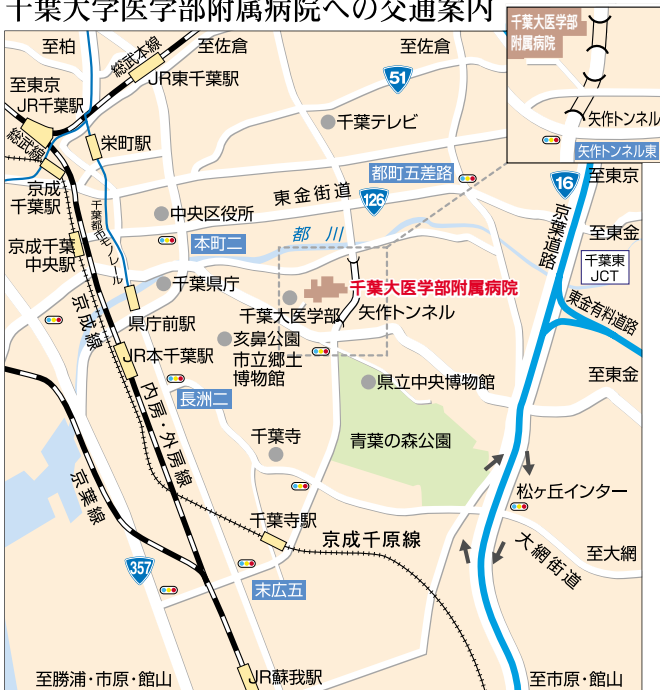 千葉大学医学部附属病院への交通案内
千葉大医学部
附属病院
矢作トンネル
矢作トンネル東
至柏
至佐倉
至佐倉
総武本線
JR東千葉駅
51
至東京
JR千葉駅
総武線
栄町駅
千葉テレビ
都町五差路
16
至東京
京成
千葉駅
千葉都市モノレール
東金街道
126
中央区役所
本町二
都川
京葉道路
至東金
千葉東
JCT
京成千葉
中央駅
千葉県庁
千葉大医学部附属病院
千葉大医学部
矢作トンネル
東金有料道路
京成線
県庁前駅
亥鼻公園
市立郷土
博物館
JR本千葉駅
県立中央博物館
至東金
長洲二
内房・外房線
千葉寺
青葉の森公園
京葉線
松ヶ丘インター
千葉寺駅
京成千原線
大網街道
至大網
357
末広五
至勝浦・市原・館山
JR蘇我駅
至市原・館山